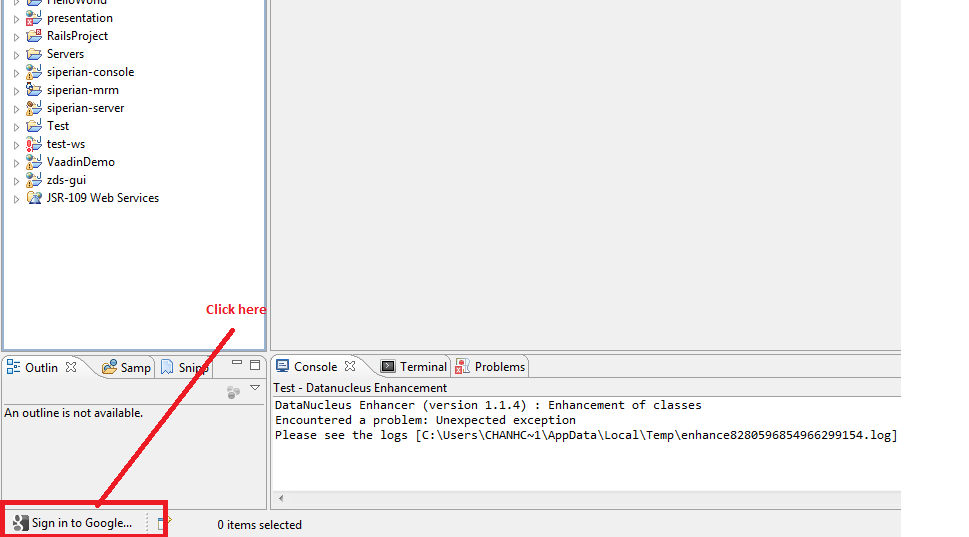 HelloWorld
presentation
RailsProject
Servers
siperian-console
siperian-mrm
siperian-server
Test
test-ws
VaadinDemo
zds-gui
JSR-109 Web Services
Click here
Outlin Samp Snipp
An outline is not available.
Console Terminal Problems
Test - Datanucleus Enhancement
DataNucleus Enhancer (version 1.1.4) : Enhancement of classes
Encountered a problem: Unexpected exception
Please see the logs [C:\Users\CHANHC~1\AppData\Local\Temp\enhance8280596854966299154.log]
Sign in to Google...
0 items selected